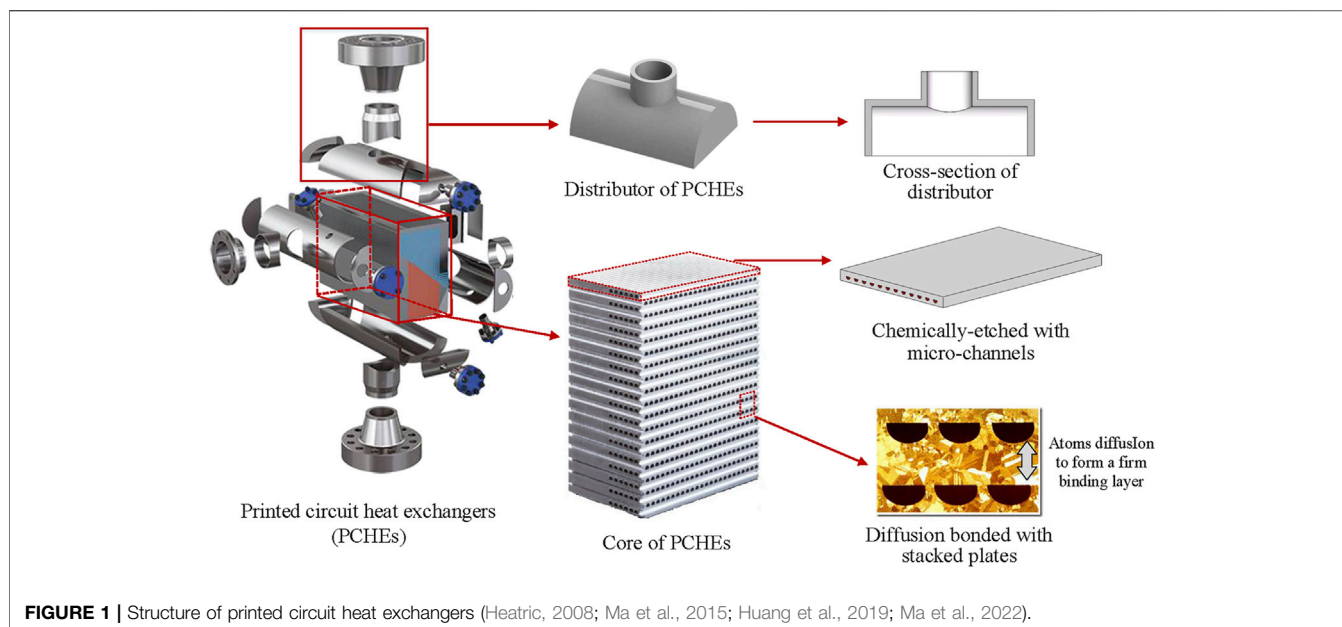 Distributor of PCHEs
Cross-section of
distributor
Chemically-etched with
micro-channels
Atoms diffusIon
to form a firm
binding layer
Printed circuit heat exchangers
(PCHEs)
Core of PCHEs
Diffusion bonded with
stacked plates
FIGURE 1 | Structure of printed circuit heat exchangers (Heatric, 2008; Ma et al., 2015; Huang et al., 2019; Ma et al., 2022).